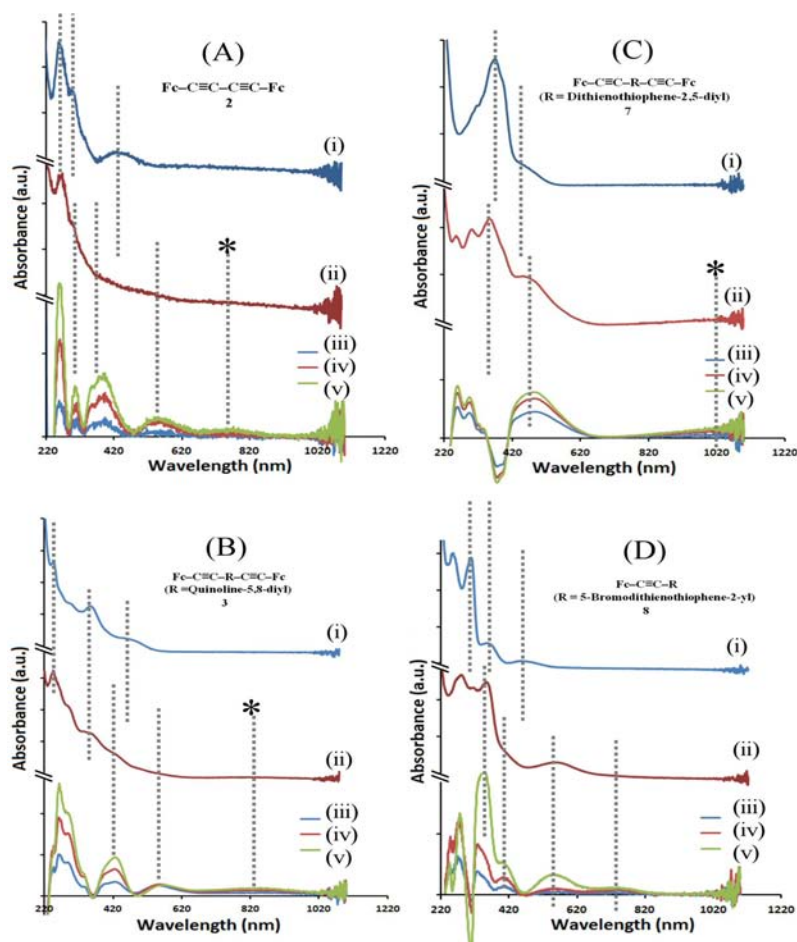 (A)
Fc–C≡C–C≡C–Fc
2
(i)
(ii)
*
(iii)
(iv)
(v)
Absorbance (a.u.)
220 420 620 820 1020 1220
Wavelength (nm)
(C)
Fc–C≡C–R–C≡C–Fc
(R = Dithienothiophene-2,5-diyl)
7
(i)
*
(ii)
(iii)
(iv)
(v)
Absorbance (a.u.)
220 420 620 820 1020 1220
Wavelength (nm)
(B)
Fc–C≡C–R–C≡C–Fc
(R =Quinoline-5,8-diyl)
3
(i)
*
(ii)
(iii)
(iv)
(v)
Absorbance (a.u.)
220 420 620 820 1020 1220
Wavelength (nm)
(D)
Fc–C≡C–R
(R = 5-Bromodithienothiophene-2-yl)
8
(i)
(ii)
(iii)
(iv)
(v)
Absorbance (a.u.)
220 420 620 820 1020 1220
Wavelength (nm)